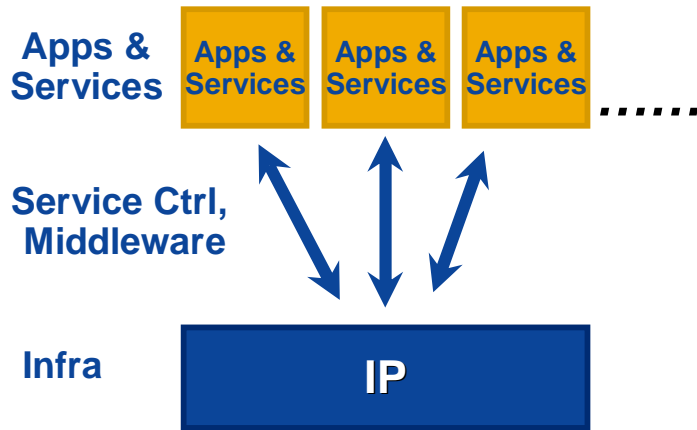 Apps &
Services
Apps &
Services
Apps &
Services
Apps &
Services
.......
Service Ctrl,
Middleware
Infra
IP